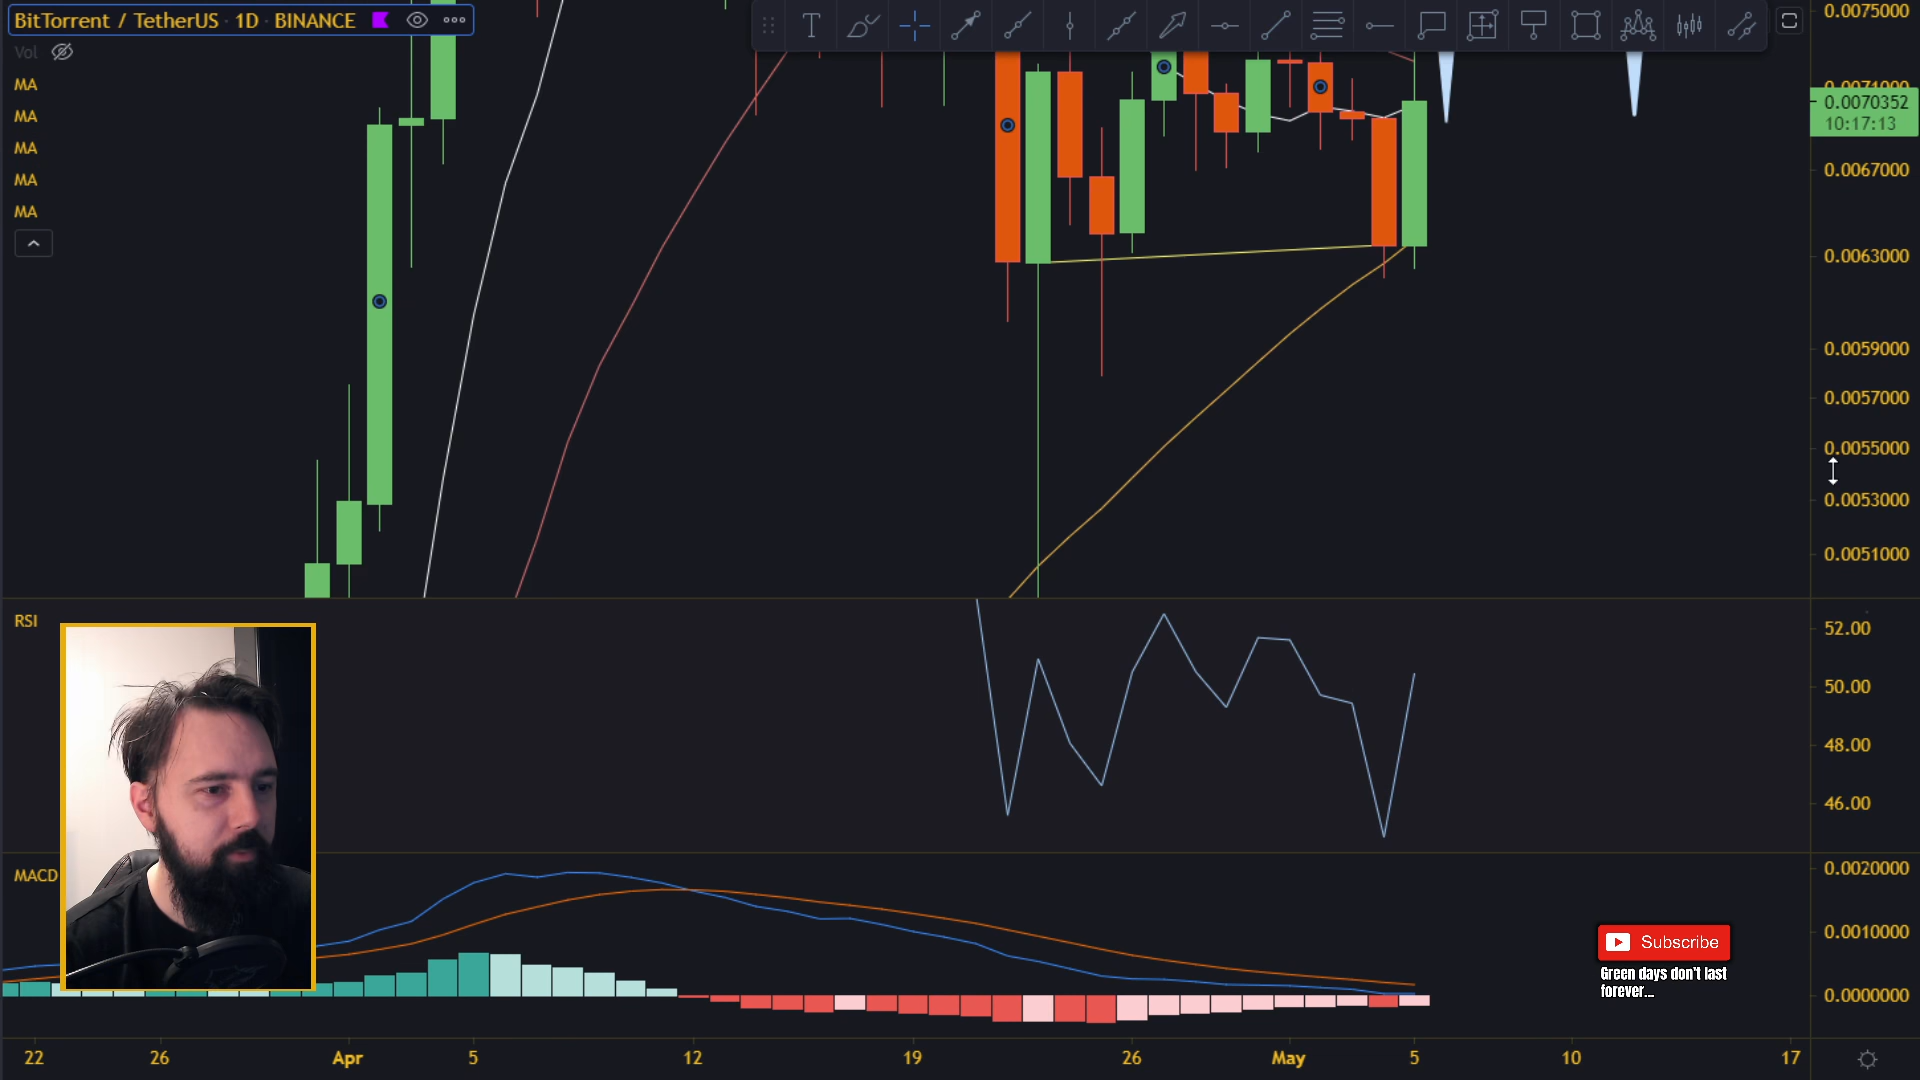 BitTorrent / TetherUS · 1D · BINANCE
Vol
MA
MA
MA
MA
MA
T
0.0075000
0.0071000
0.0070352
10:17:13
0.0067000
0.0063000
0.0059000
0.0057000
0.0055000
0.0053000
0.0051000
RSI
52.00
50.00
48.00
46.00
MACD
0.0020000
0.0010000
0.0000000
Subscribe
Green days don't last
forever...
22 26 Apr 5 12 19 26 May 5 10 17